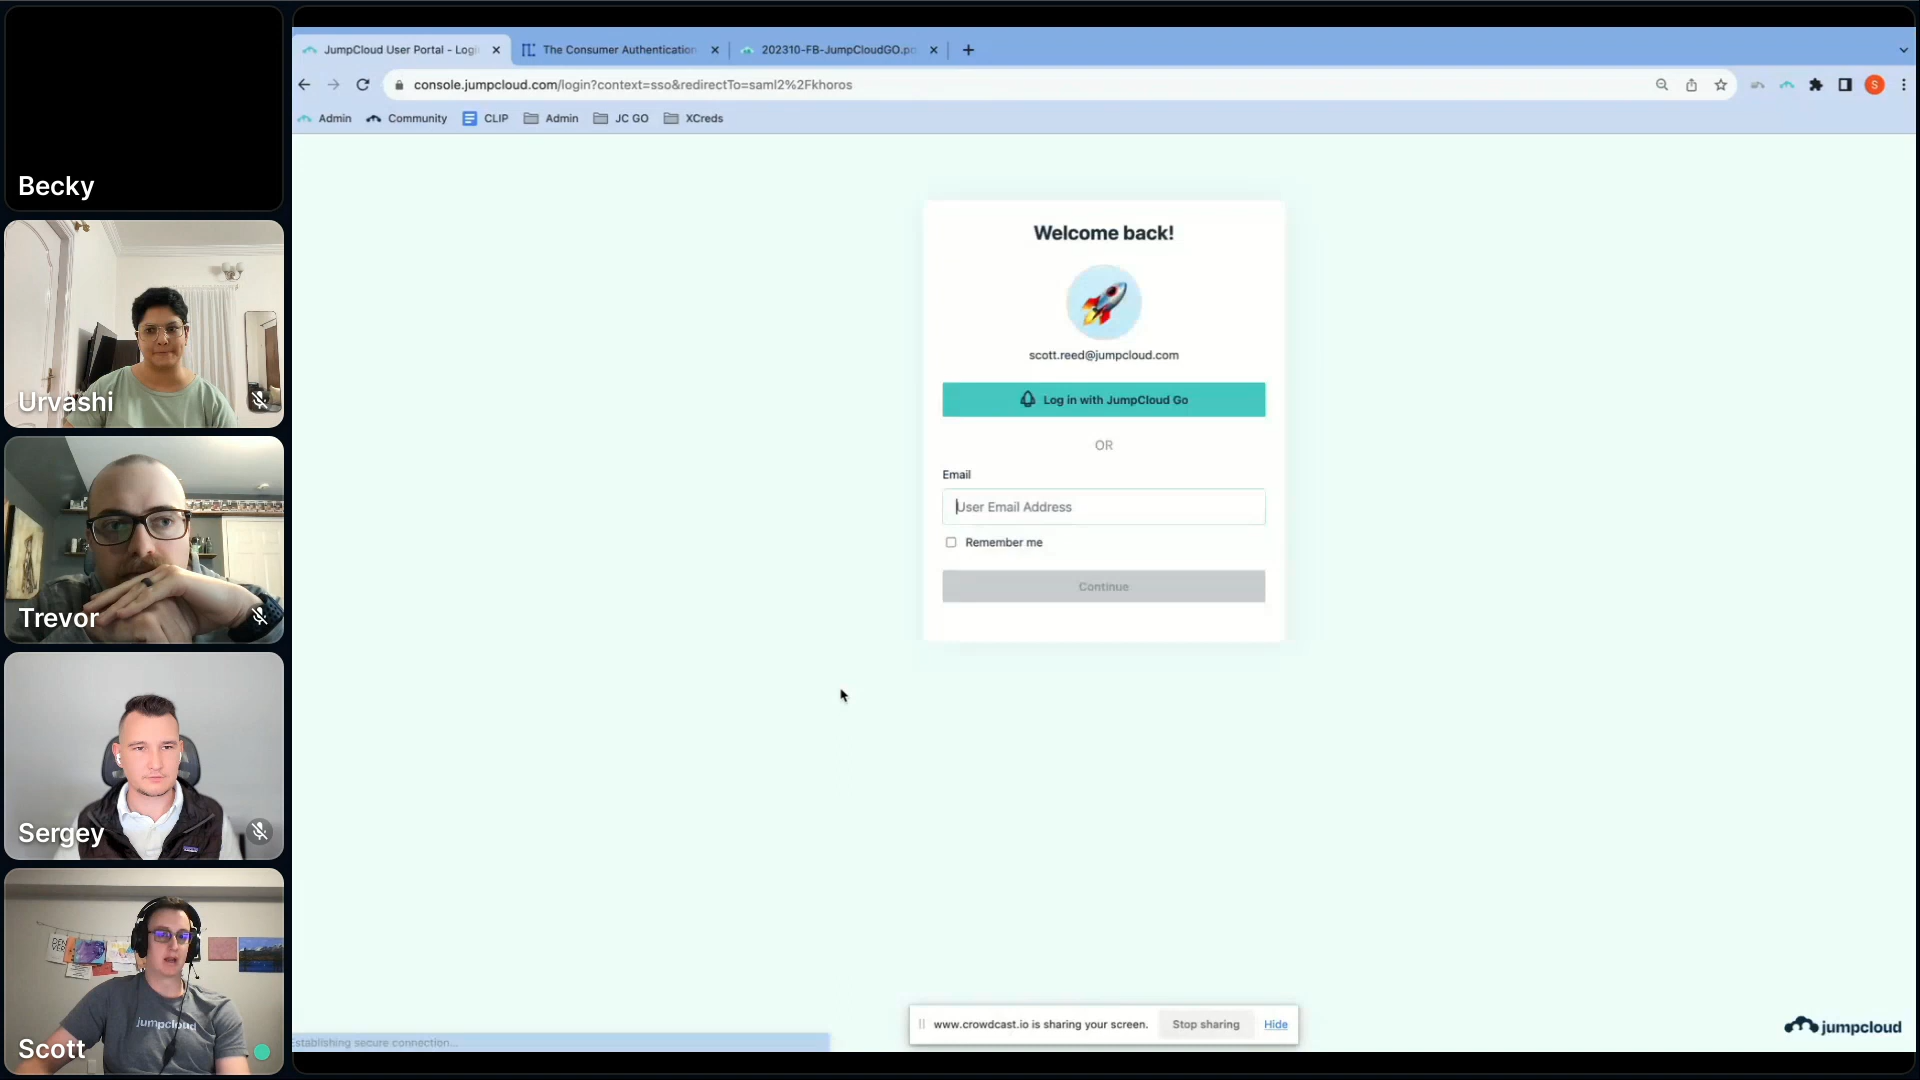 Becky
Urvashi
Trevor
Sergey
jumpcloud
Scott
JumpCloud User Portal - Logi
The Consumer Authentication
202310-FB-JumpCloudGO.pn
console.jumpcloud.com/login?context=sso&redirectTo=saml2%2Fkhoros
S
Admin
Community
CLIP
Admin
JC GO
XCreds
Welcome back!
scott.reed@jumpcloud.com
Log in with JumpCloud Go
OR
Email
User Email Address
Remember me
Continue
www.crowdcast.io is sharing your screen.
Stop sharing
Hide
Establishing secure connection...
jumpcloud